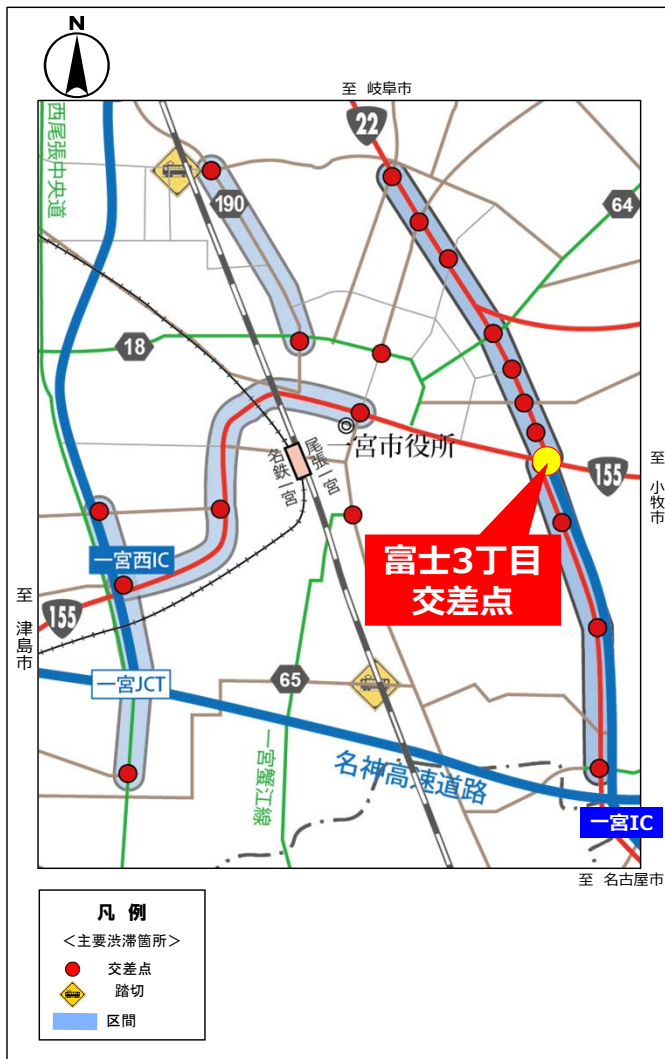 N
至 岐阜市
西尾張中央道
22
190
64
18
一宮市役所
名鉄一宮
尾張一宮
155
至 小牧市
富士3丁目
交差点
一宮西IC
155
至 津島市
一宮JCT
65
一宮蟹江線
名神高速道路
一宮IC
至 名古屋市
凡 例
＜主要渋滞箇所＞
交差点
踏切
区間